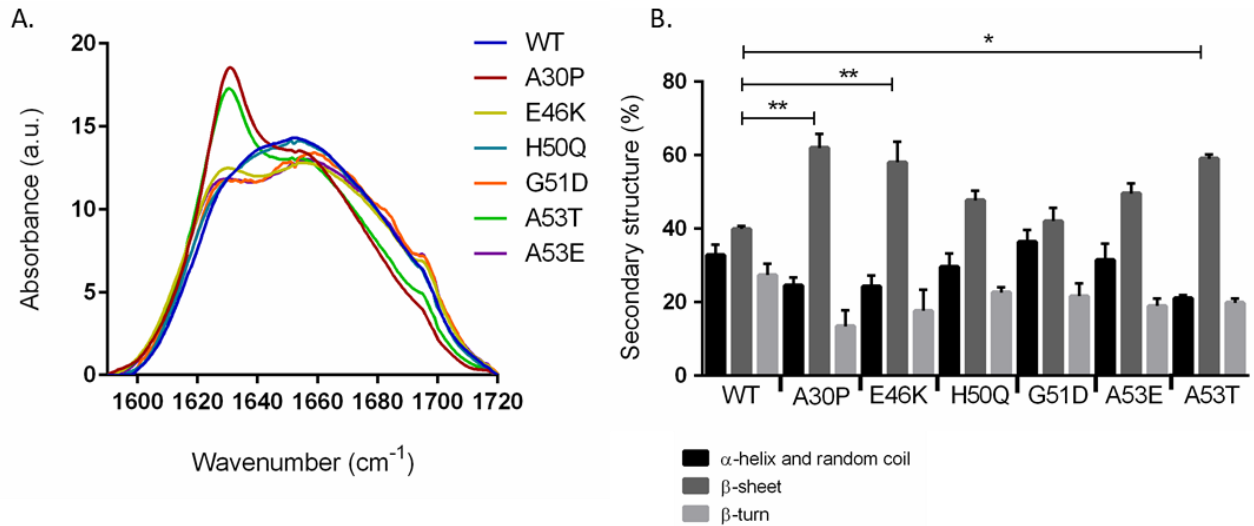 A.
20
15
10
5
0
Absorbance (a.u.)
1600 1620 1640 1660 1680 1700 1720
Wavenumber (cm⁻¹)
WT
A30P
E46K
H50Q
G51D
A53T
A53E
B.
*
**
**
80
60
40
20
0
Secondary structure (%)
WT A30P E46K H50Q G51D A53E A53T
α-helix and random coil
β-sheet
β-turn